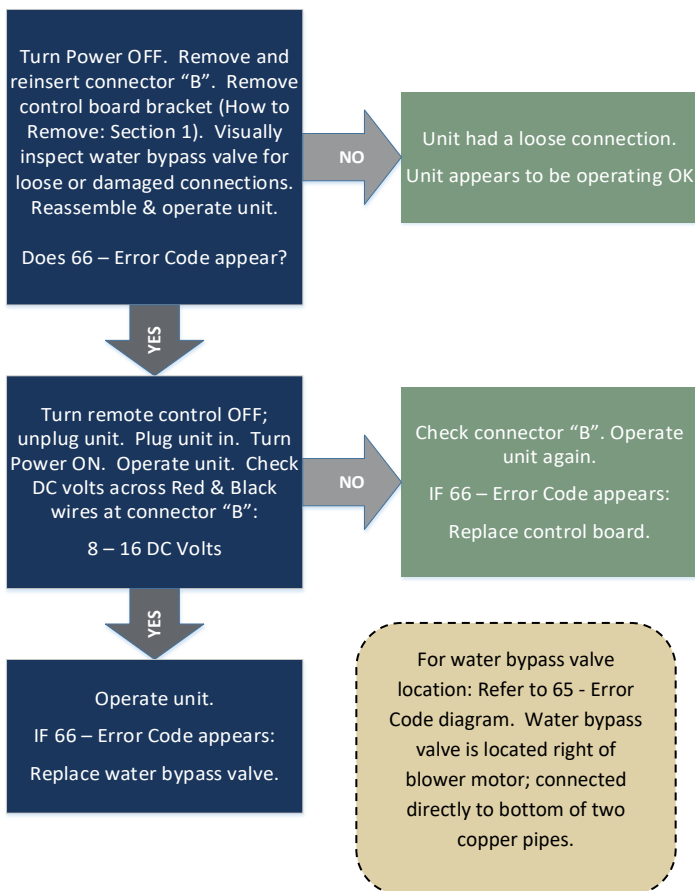 Turn Power OFF.  Remove and
reinsert connector “B”.  Remove
control board bracket (How to
Remove: Section 1).  Visually
inspect water bypass valve for
loose or damaged connections.
Reassemble & operate unit.
Does 66 – Error Code appear?
NO
Unit had a loose connection.
Unit appears to be operating OK
YES
Turn remote control OFF;
unplug unit.  Plug unit in.  Turn
Power ON.  Operate unit.  Check
DC volts across Red & Black
wires at connector “B”:
8 – 16 DC Volts
NO
Check connector “B”. Operate
unit again.
IF 66 – Error Code appears:
Replace control board.
YES
Operate unit.
IF 66 – Error Code appears:
Replace water bypass valve.
For water bypass valve
location: Refer to 65 - Error
Code diagram.  Water bypass
valve is located right of
blower motor; connected
directly to bottom of two
copper pipes.